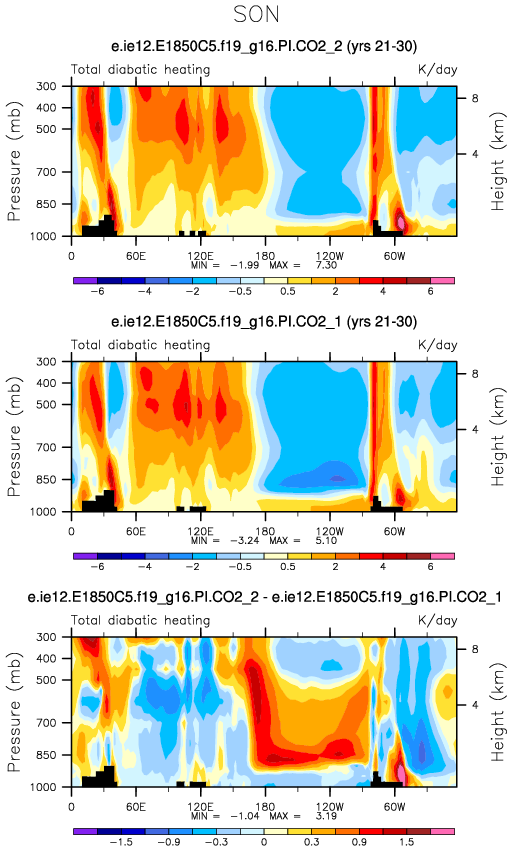 SON
e.ie12.E1850C5.f19_g16.PI.CO2_2 (yrs 21-30)
Total diabatic heating K/day
300
500
700
850
1000
Pressure (mb)
8
4
Height (km)
0 60E 120E 180 120W 60W
MIN = -1.99 MAX = 7.30
-6 -4 -2 -1 -0.5 0.5 1 2 4 6
e.ie12.E1850C5.f19_g16.PI.CO2_1 (yrs 21-30)
Total diabatic heating K/day
300
500
700
850
1000
Pressure (mb)
8
4
Height (km)
0 60E 120E 180 120W 60W
MIN = -3.24 MAX = 5.10
-6 -4 -2 -0.5 0.5 2 4 6
e.ie12.E1850C5.f19_g16.PI.CO2_2 - e.ie12.E1850C5.f19_g16.PI.CO2_1
Total diabatic heating K/day
300
400
500
700
850
1000
Pressure (mb)
8
4
Height (km)
0 60E 120E 180 120W 60W
MIN = -1.04 MAX = 3.19
-1.5 -0.9 -0.3 0 0.3 0.9 1.5